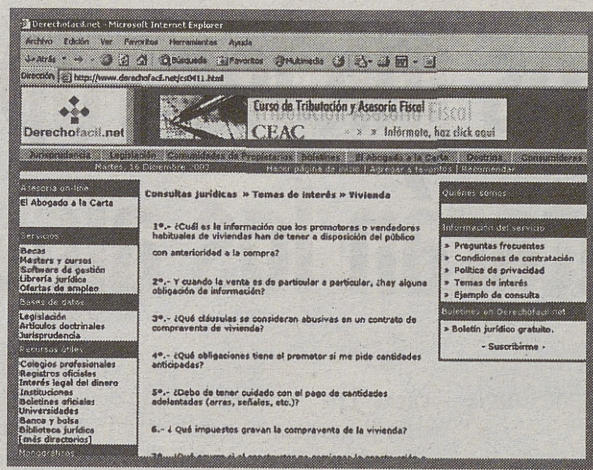 Derechofacil.net - Microsoft Internet Explorer
Archivo Edición Ver Favoritos Herramientas Ayuda
Atrás Búsqueda Favoritos Multimedia
Dirección http://www.derechofacil.net/cs0411.html
Derechofacil.net
Curso de Tributación y Asesoría Fiscal
CEAC » » » Infórmate, haz click aquí
Jurisprudencia Legislación Comunidades de Propietarios Boletines El Abogado a la Carta Doctrina Consumidores
Martes, 16 Diciembre Hacer página de inicio | Agregar a favoritos | Recomendar
Asesoría on-line
El Abogado a la Carta
Servicios
Becas
Masters y cursos
Software de gestión
Librería jurídica
Ofertas de empleo
Bases de datos
Legislación
Artículos doctrinales
Jurisprudencia
Recursos útiles
Colegios profesionales
Registros oficiales
Interés legal del dinero
Instituciones
Boletines oficiales
Universidades
Banca y bolsa
Biblioteca jurídica
[más directorios]
Monográficos
Consultas jurídicas » Temas de Interés » Vivienda
1º.- ¿Cuál es la información que los promotores o vendedores
habituales de viviendas han de tener a disposición del público
con anterioridad a la compra?
2º.- Y cuando la venta es de particular a particular, ¿hay alguna
obligación de información?
3º.- ¿Qué cláusulas se consideran abusivas en un contrato de
compraventa de vivienda?
4º.- ¿Qué obligaciones tiene el promotor si me pide cantidades
anticipadas?
5º.- ¿Debo de tener cuidado con el pago de cantidades
adelantadas (arras, señales, etc.)?
6.- ¿ Qué impuestos gravan la compraventa de la vivienda?
Quiénes somos
Información del servicio
» Preguntas frecuentes
» Condiciones de contratación
» Política de privacidad
» Temas de interés
» Ejemplo de consulta
Boletines en Derechofacil.net
» Boletín jurídico gratuito.
- Suscribirme -